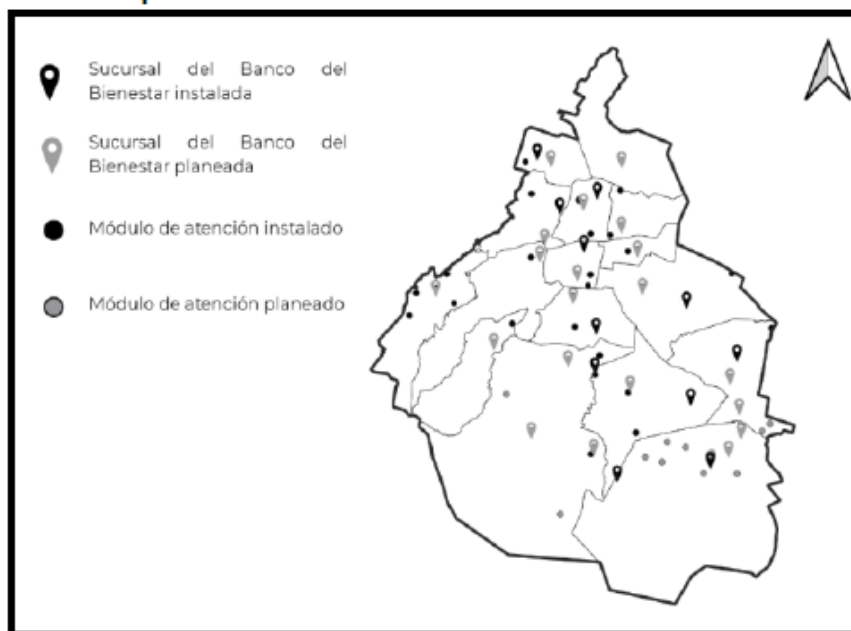 Sucursal del Banco del
Bienestar instalada
Sucursal del Banco del
Bienestar planeada
Módulo de atención instalado
Módulo de atención planeado